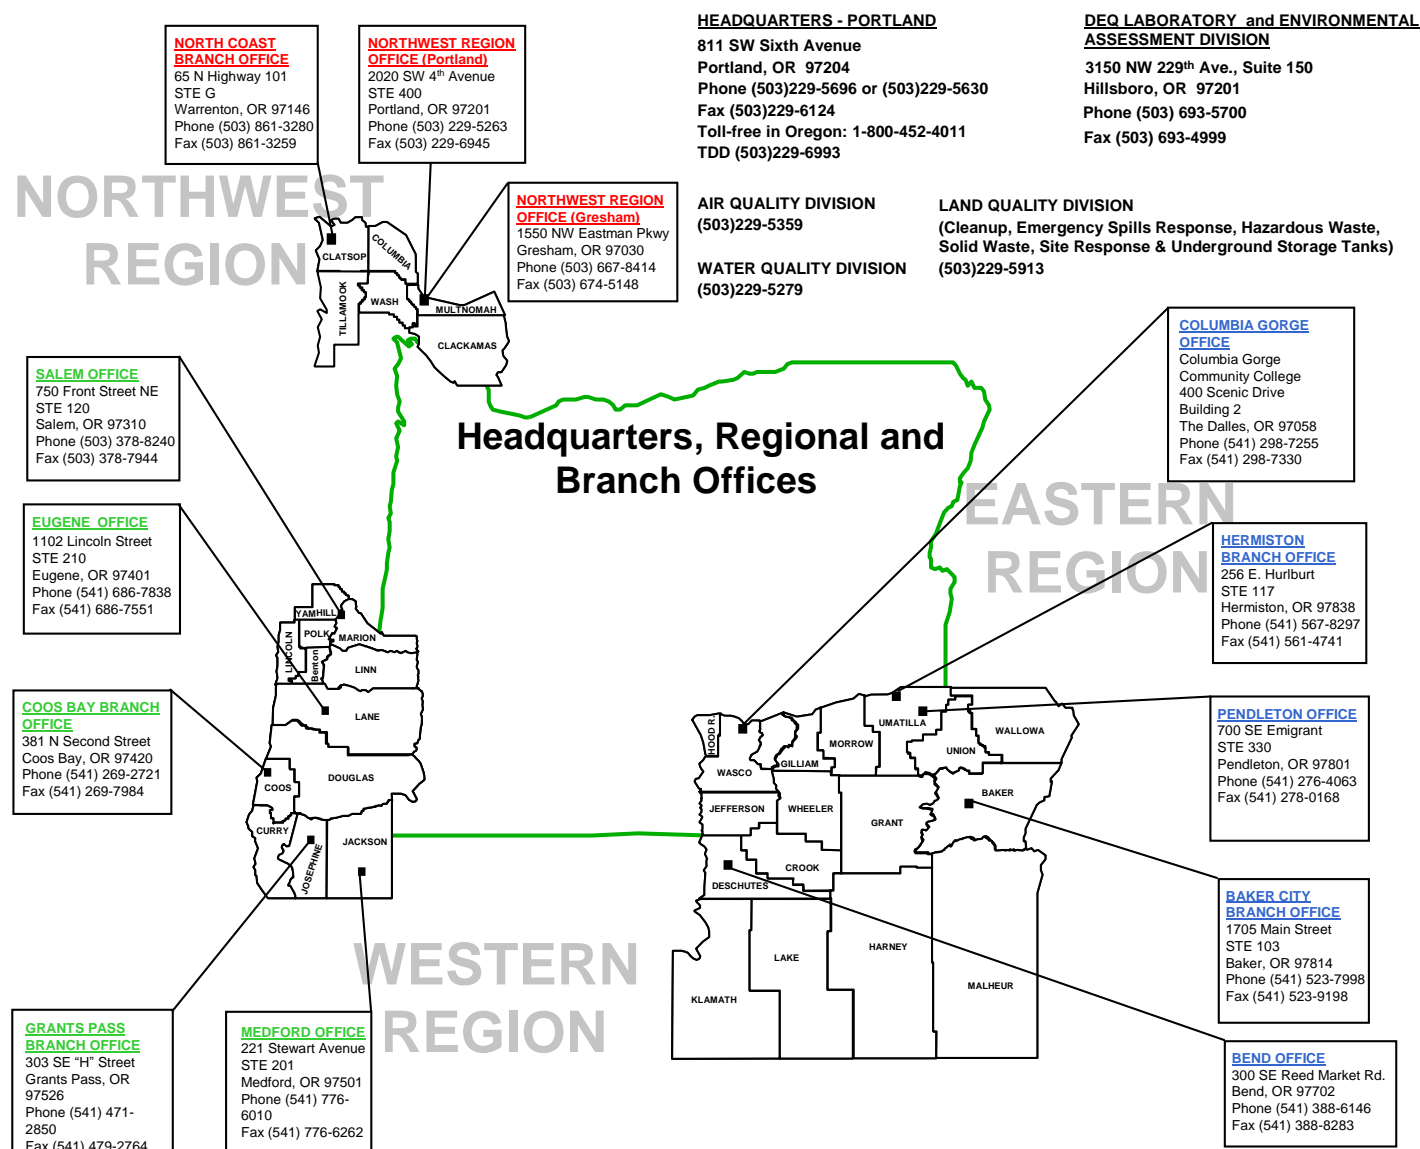 HEADQUARTERS - PORTLAND
811 SW Sixth Avenue
Portland, OR 97204
Phone (503)229-5696 or (503)229-5630
Fax (503)229-6124
Toll-free in Oregon: 1-800-452-4011
TDD (503)229-6993
DEQ LABORATORY and ENVIRONMENTAL
ASSESSMENT DIVISION
3150 NW 229th Ave., Suite 150
Hillsboro, OR 97201
Phone (503) 693-5700
Fax (503) 693-4999
AIR QUALITY DIVISION
(503)229-5359
WATER QUALITY DIVISION
(503)229-5279
LAND QUALITY DIVISION
(Cleanup, Emergency Spills Response, Hazardous Waste,
Solid Waste, Site Response & Underground Storage Tanks)
(503)229-5913
NORTH COAST
BRANCH OFFICE
65 N Highway 101
STE G
Warrenton, OR 97146
Phone (503) 861-3280
Fax (503) 861-3259
NORTHWEST REGION
OFFICE (Portland)
2020 SW 4th Avenue
STE 400
Portland, OR 97201
Phone (503) 229-5263
Fax (503) 229-6945
NORTHWEST REGION
OFFICE (Gresham)
1550 NW Eastman Pkwy
Gresham, OR 97030
Phone (503) 667-8414
Fax (503) 674-5148
NORTHWEST
REGION
CLATSOP
COLUMBIA
TILLAMOOK
WASH
MULTNOMAH
CLACKAMAS
Headquarters, Regional and
Branch Offices
SALEM OFFICE
750 Front Street NE
STE 120
Salem, OR 97310
Phone (503) 378-8240
Fax (503) 378-7944
EUGENE OFFICE
1102 Lincoln Street
STE 210
Eugene, OR 97401
Phone (541) 686-7838
Fax (541) 686-7551
COOS BAY BRANCH
OFFICE
381 N Second Street
Coos Bay, OR 97420
Phone (541) 269-2721
Fax (541) 269-7984
GRANTS PASS
BRANCH OFFICE
303 SE “H” Street
Grants Pass, OR
97526
Phone (541) 471-
2850
Fax (541) 479-2764
MEDFORD OFFICE
221 Stewart Avenue
STE 201
Medford, OR 97501
Phone (541) 776-
6010
Fax (541) 776-6262
YAMHILL
POLK
MARION
LINCOLN
Benton
LINN
LANE
DOUGLAS
COOS
CURRY
JOSEPHINE
JACKSON
WESTERN
REGION
EASTERN
REGION
COLUMBIA GORGE
OFFICE
Columbia Gorge
Community College
400 Scenic Drive
Building 2
The Dalles, OR 97058
Phone (541) 298-7255
Fax (541) 298-7330
HERMISTON
BRANCH OFFICE
256 E. Hurlburt
STE 117
Hermiston, OR 97838
Phone (541) 567-8297
Fax (541) 561-4741
PENDLETON OFFICE
700 SE Emigrant
STE 330
Pendleton, OR 97801
Phone (541) 276-4063
Fax (541) 278-0168
BAKER CITY
BRANCH OFFICE
1705 Main Street
STE 103
Baker, OR 97814
Phone (541) 523-7998
Fax (541) 523-9198
BEND OFFICE
300 SE Reed Market Rd.
Bend, OR 97702
Phone (541) 388-6146
Fax (541) 388-8283
HOOD R.
WASCO
GILLIAM
MORROW
UMATILLA
UNION
WALLOWA
JEFFERSON
WHEELER
GRANT
BAKER
CROOK
DESCHUTES
KLAMATH
LAKE
HARNEY
MALHEUR